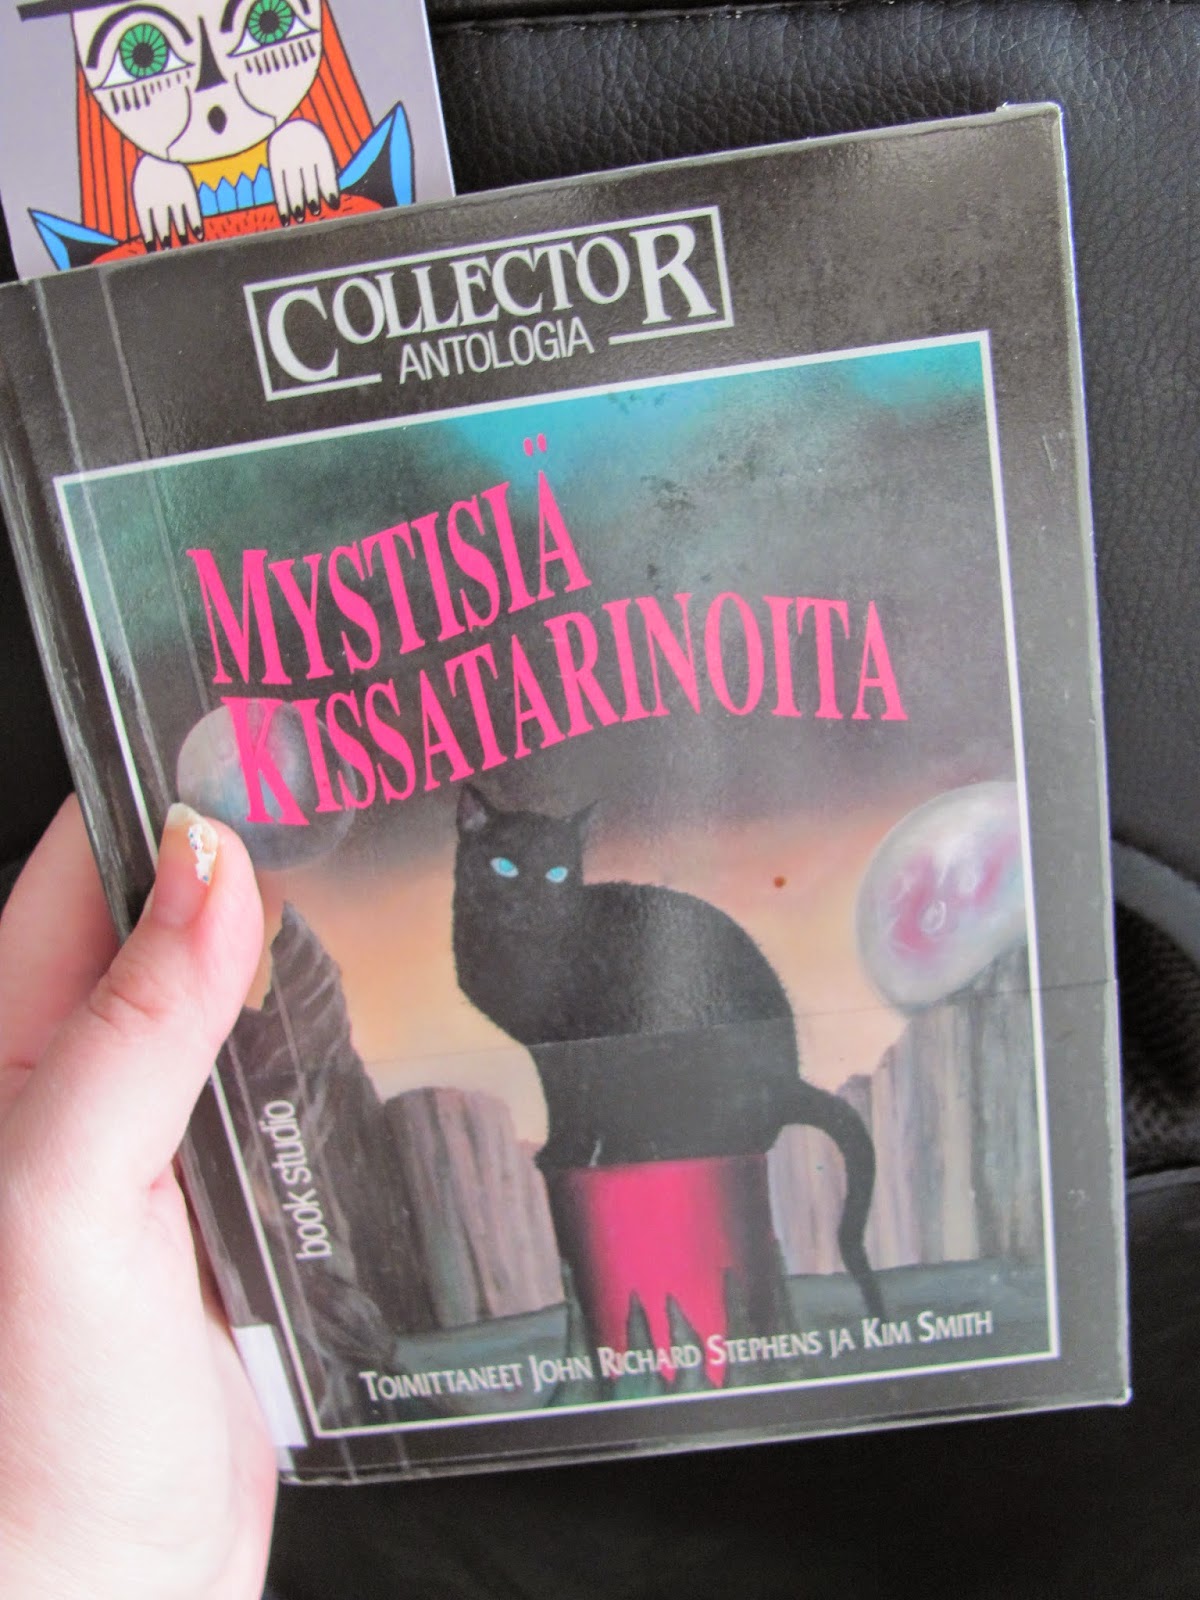 COLLECTOR
ANTOLOGIA
MYSTISIÄ
KISSATARINOITA
book studio
TOIMITTANEET JOHN RICHARD STEPHENS JA KIM SMITH